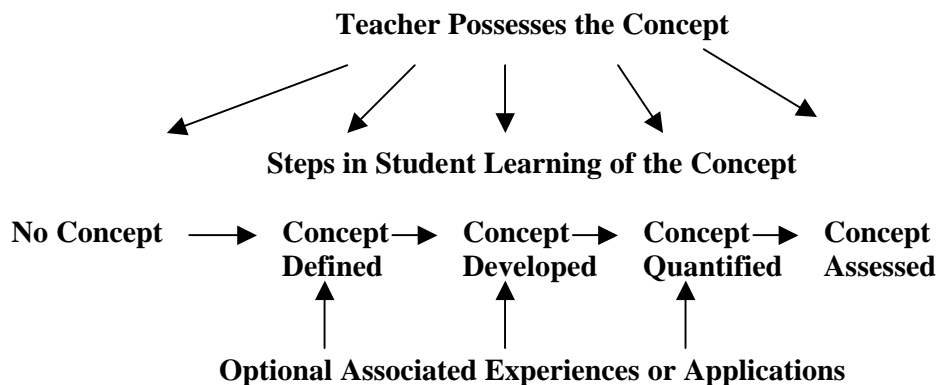 Teacher Possesses the Concept
Steps in Student Learning of the Concept
No Concept Concept Concept Concept Concept
Defined Developed Quantified Assessed
Optional Associated Experiences or Applications